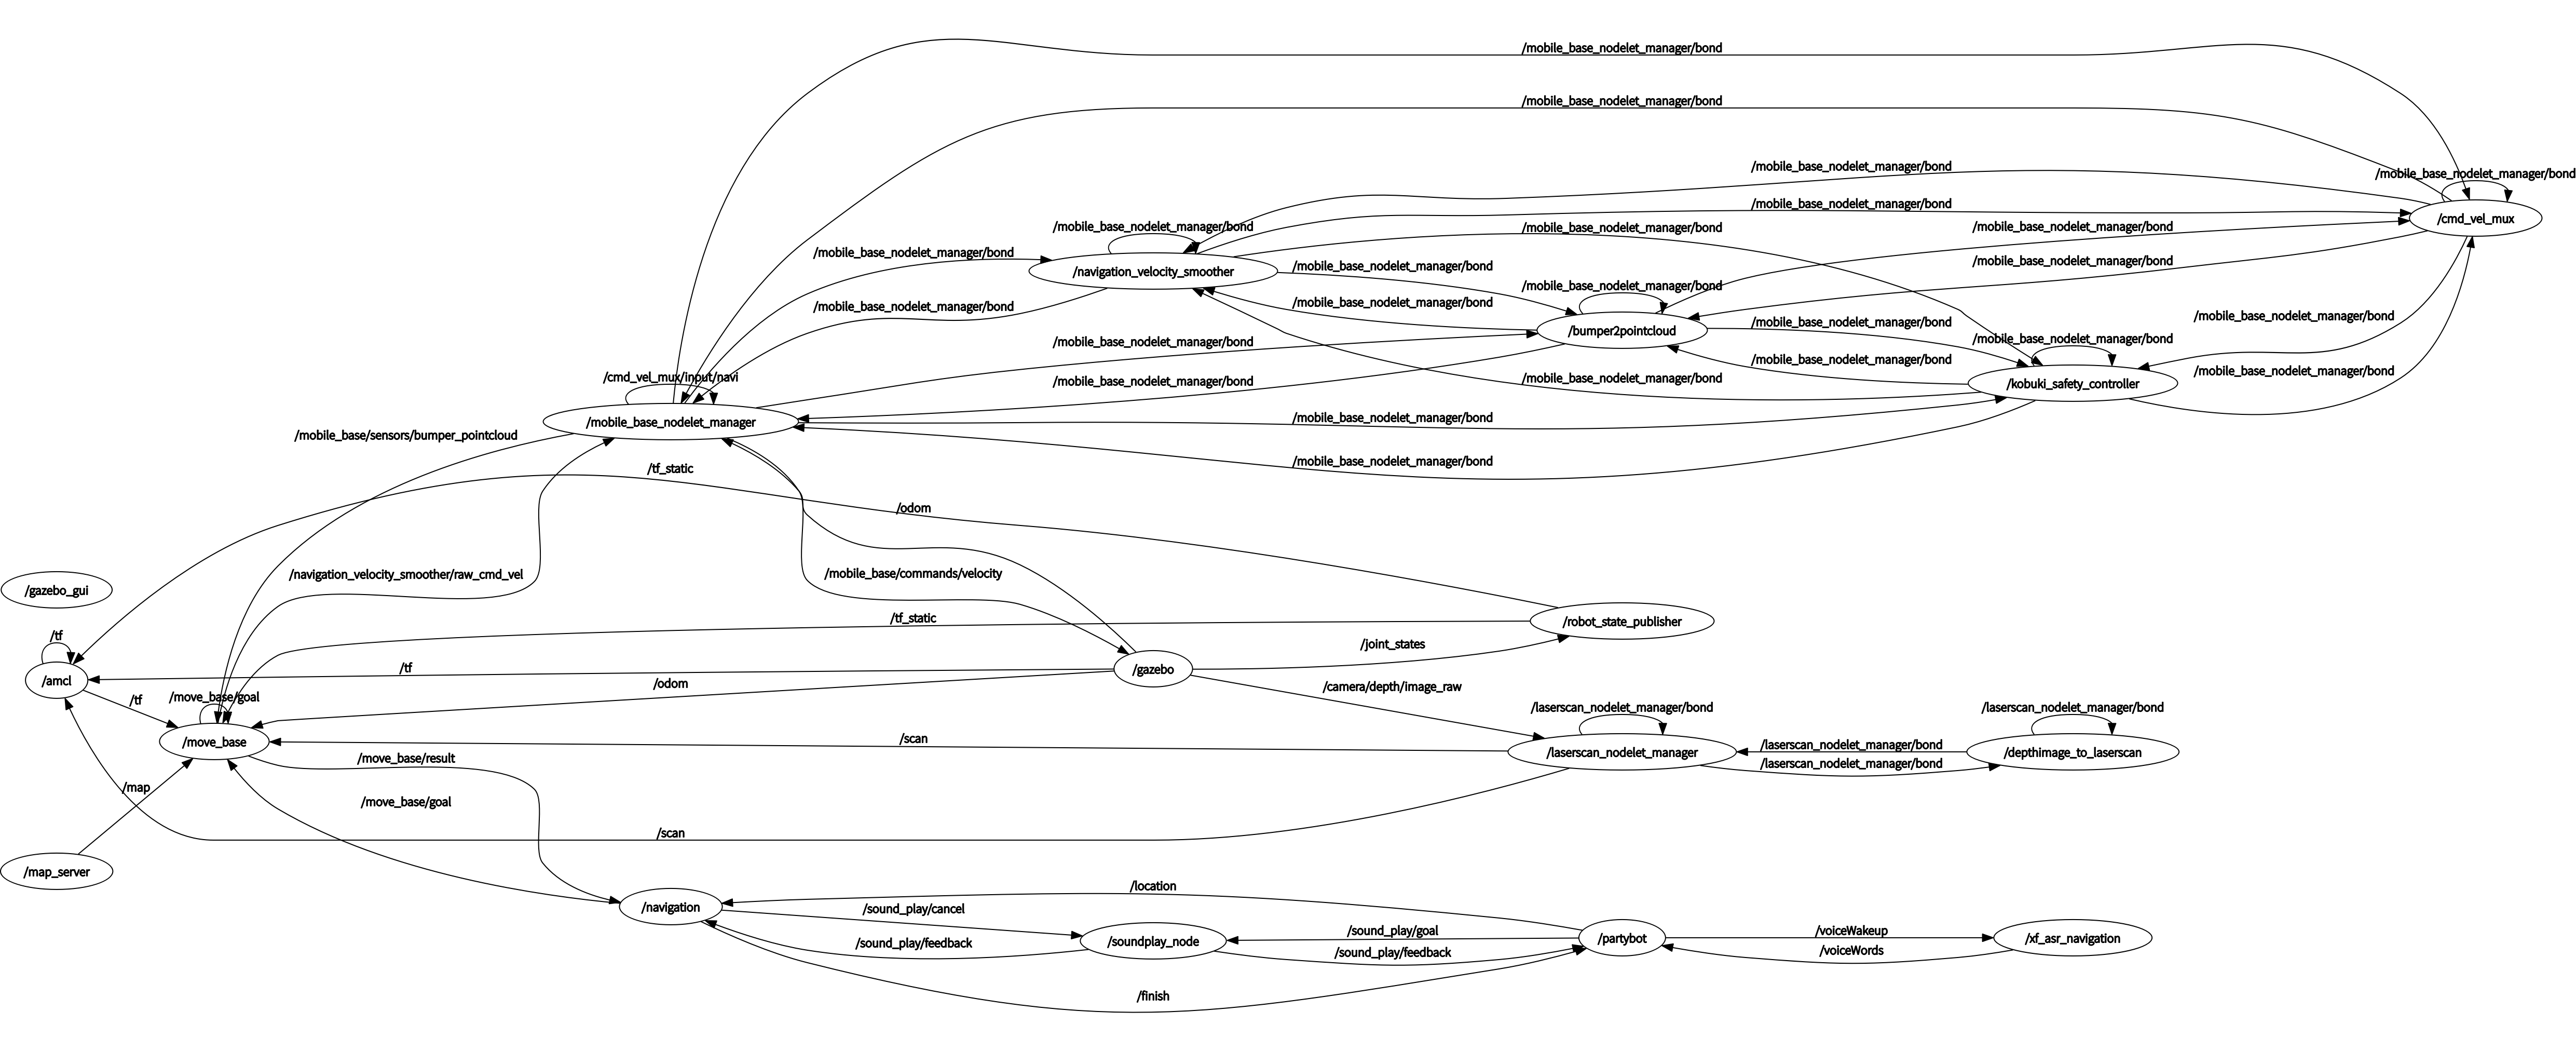 /mobile_base_nodelet_manager/bond
/mobile_base_nodelet_manager/bond
/mobile_base_nodelet_manager/bond
/mobile_base_nodelet_manager/bond
/mobile_base_nodelet_manager/bond
/cmd_vel_mux
/mobile_base_nodelet_manager/bond
/mobile_base_nodelet_manager/bond
/mobile_base_nodelet_manager/bond
/mobile_base_nodelet_manager/bond
/mobile_base_nodelet_manager/bond
/mobile_base_nodelet_manager/bond
/navigation_velocity_smoother
/mobile_base_nodelet_manager/bond
/mobile_base_nodelet_manager/bond
/mobile_base_nodelet_manager/bond
/mobile_base_nodelet_manager/bond
/mobile_base_nodelet_manager/bond
/mobile_base_nodelet_manager/bond
/mobile_base_nodelet_manager/bond
/bumper2pointcloud
/mobile_base_nodelet_manager/bond
/mobile_base_nodelet_manager/bond
/mobile_base_nodelet_manager/bond
/mobile_base_nodelet_manager/bond
/cmd_vel_mux/input/navi
/mobile_base_nodelet_manager/bond
/mobile_base_nodelet_manager/bond
/kobuki_safety_controller
/mobile_base_nodelet_manager
/mobile_base_nodelet_manager/bond
/mobile_base/sensors/bumper_pointcloud
/mobile_base_nodelet_manager/bond
/tf_static
/odom
/navigation_velocity_smoother/raw_cmd_vel
/mobile_base/commands/velocity
/gazebo_gui
/tf_static
/robot_state_publisher
/tf
/joint_states
/tf
/gazebo
/amcl
/odom
/camera/depth/image_raw
/tf
/move_base/goal
/laserscan_nodelet_manager/bond
/laserscan_nodelet_manager/bond
/move_base
/scan
/laserscan_nodelet_manager
/laserscan_nodelet_manager/bond
/depthimage_to_laserscan
/move_base/result
/laserscan_nodelet_manager/bond
/map
/move_base/goal
/scan
/map_server
/location
/navigation
/sound_play/cancel
/soundplay_node
/sound_play/goal
/partybot
/voiceWakeup
/xf_asr_navigation
/sound_play/feedback
/sound_play/feedback
/voiceWords
/finish